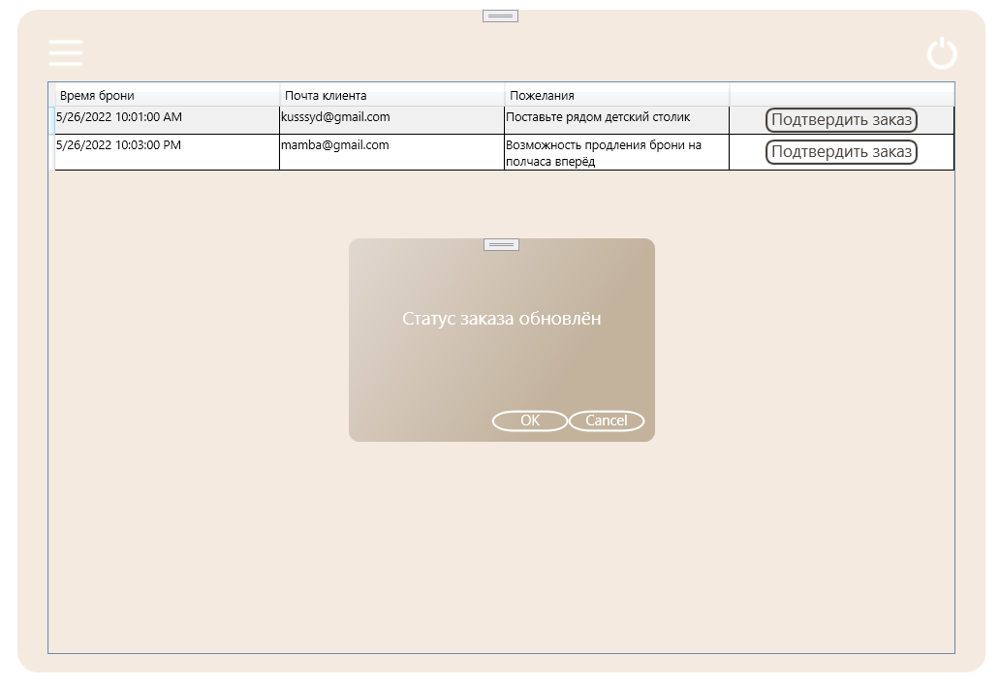 Время брони Почта клиента Пожелания
5/26/2022 10:01:00 AM kusssyd@gmail.com Поставьте рядом детский столик Подтвердить заказ
5/26/2022 10:03:00 PM mamba@gmail.com Возможность продления брони на Подтвердить заказ
полчаса вперёд
Статус заказа обновлён
OK Cancel